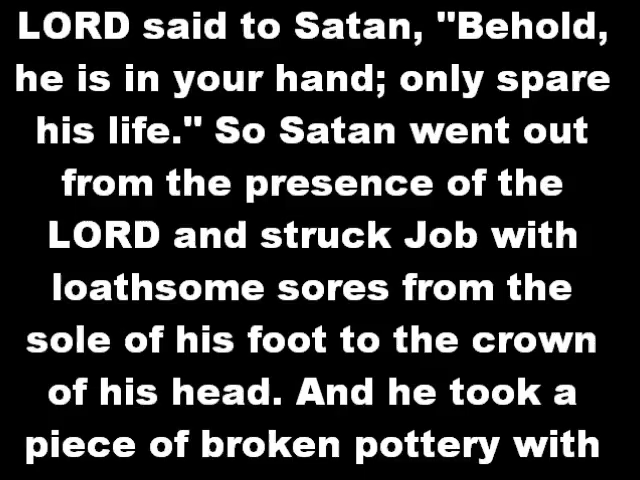 LORD said to Satan, "Behold,
he is in your hand; only spare
his life." So Satan went out
from the presence of the
LORD and struck Job with
loathsome sores from the
sole of his foot to the crown
of his head. And he took a
piece of broken pottery with